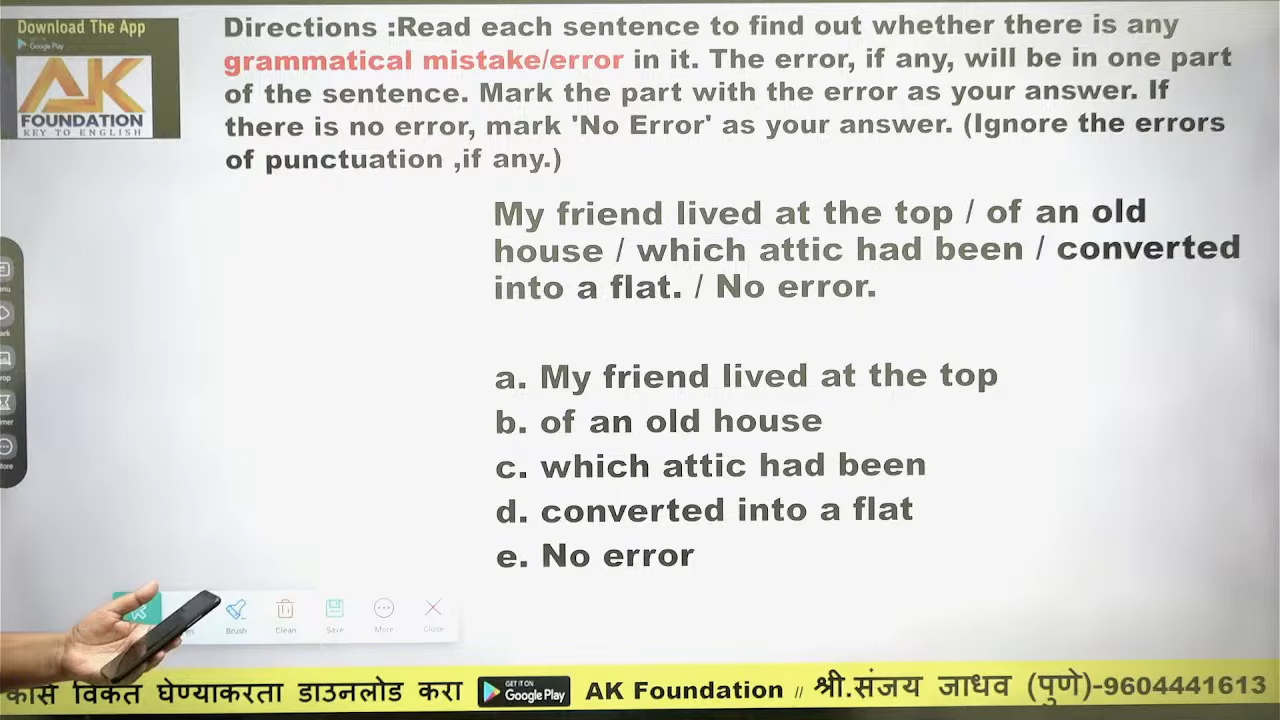 Download The App
Google Play
AK
FOUNDATION
KEY TO ENGLISH
Directions :Read each sentence to find out whether there is any
grammatical mistake/error in it. The error, if any, will be in one part
of the sentence. Mark the part with the error as your answer. If
there is no error, mark 'No Error' as your answer. (Ignore the errors
of punctuation ,if any.)
My friend lived at the top / of an old
house / which attic had been / converted
into a flat. / No error.
a. My friend lived at the top
b. of an old house
c. which attic had been
d. converted into a flat
e. No error
Brush
Clean
Save
More
Close
विकत घेण्याकरता डाउनलोड करा
GET IT ON
Google Play
AK Foundation // श्री.संजय जाधव (पुणे)-9604441613